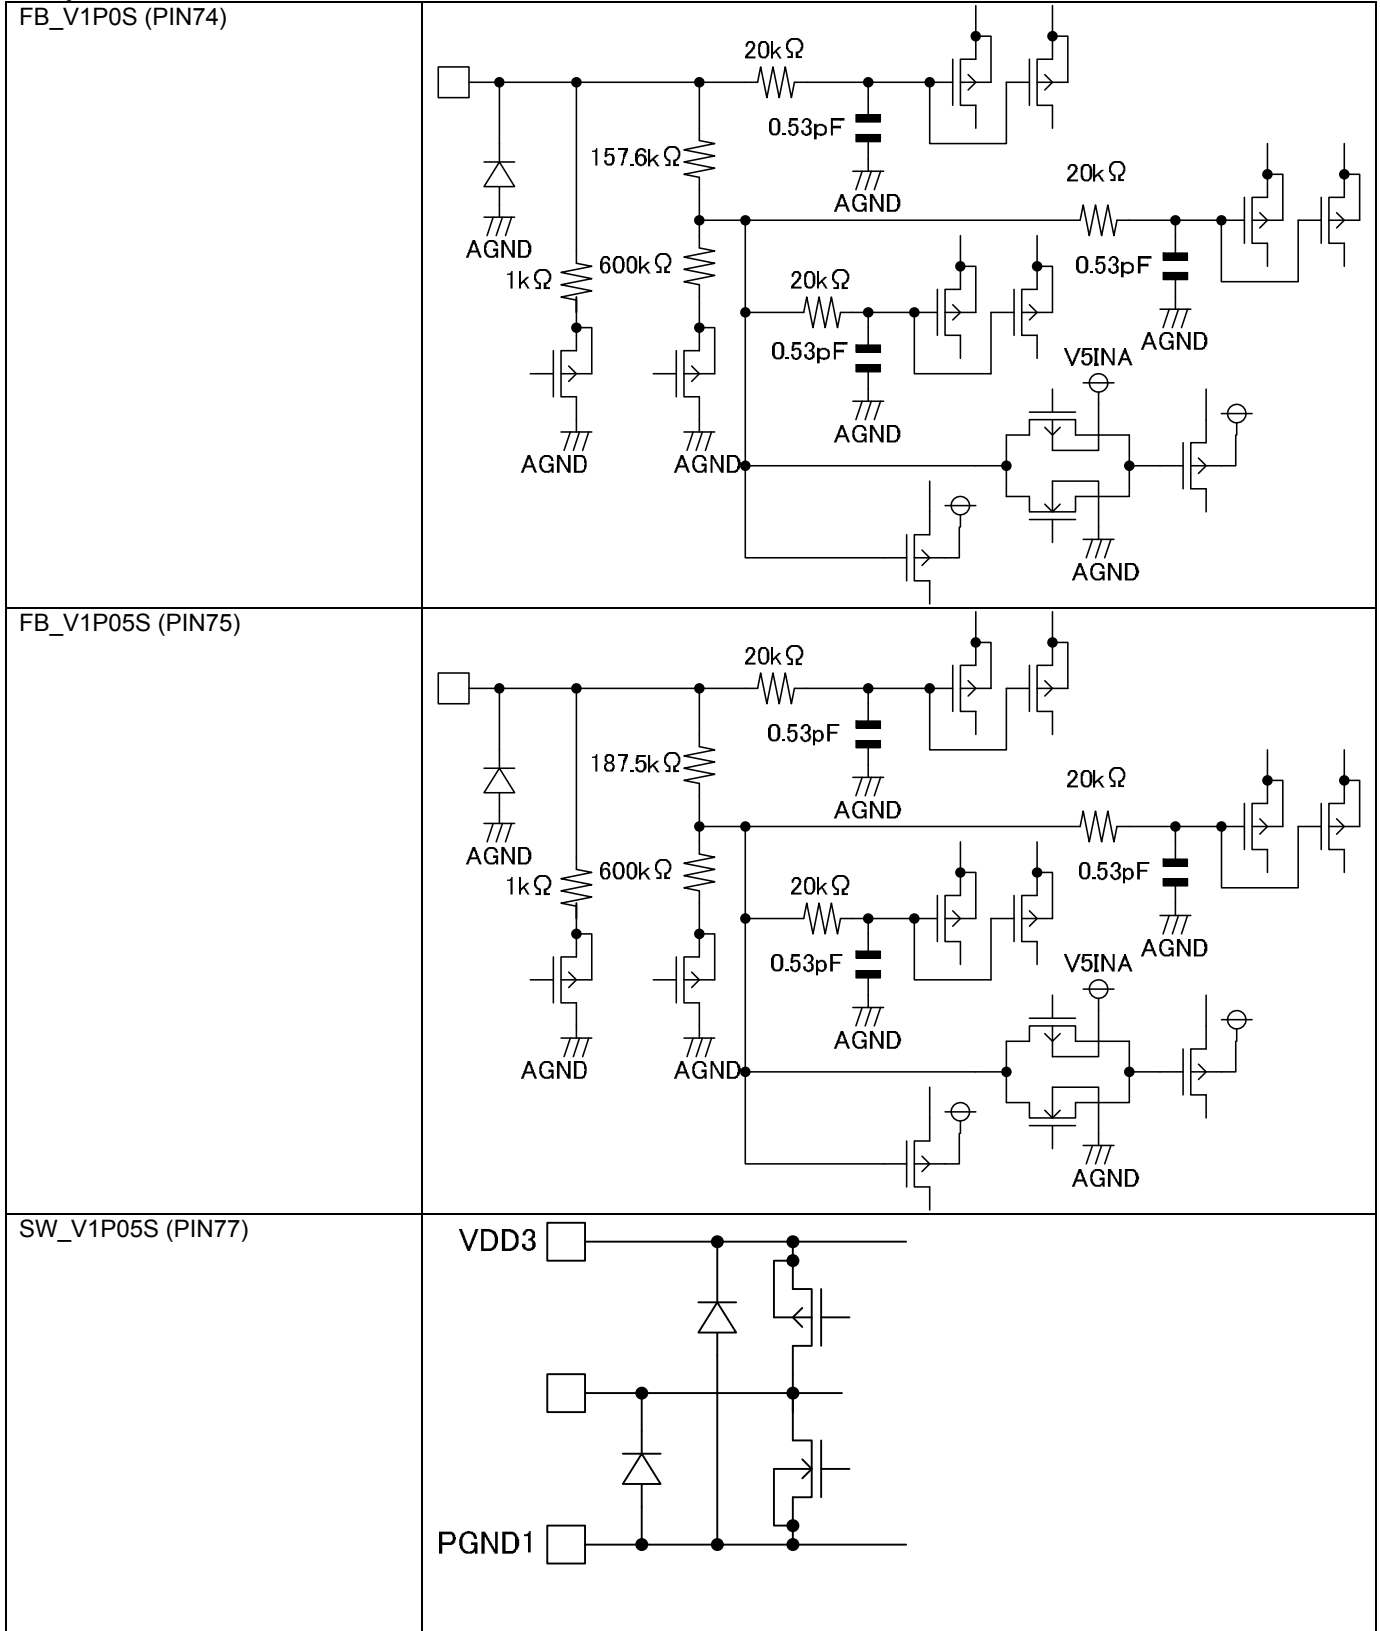 FB_V1P0S (PIN74)
20kΩ
0.53pF
AGND
157.6kΩ
20kΩ
AGND
1kΩ
600kΩ
20kΩ
0.53pF
0.53pF
AGND
V5INA
AGND
AGND
AGND
AGND
FB_V1P05S (PIN75)
20kΩ
0.53pF
AGND
187.5kΩ
20kΩ
AGND
1kΩ
600kΩ
20kΩ
0.53pF
0.53pF
AGND
V5INA
AGND
AGND
AGND
AGND
SW_V1P05S (PIN77)
VDD3
PGND1